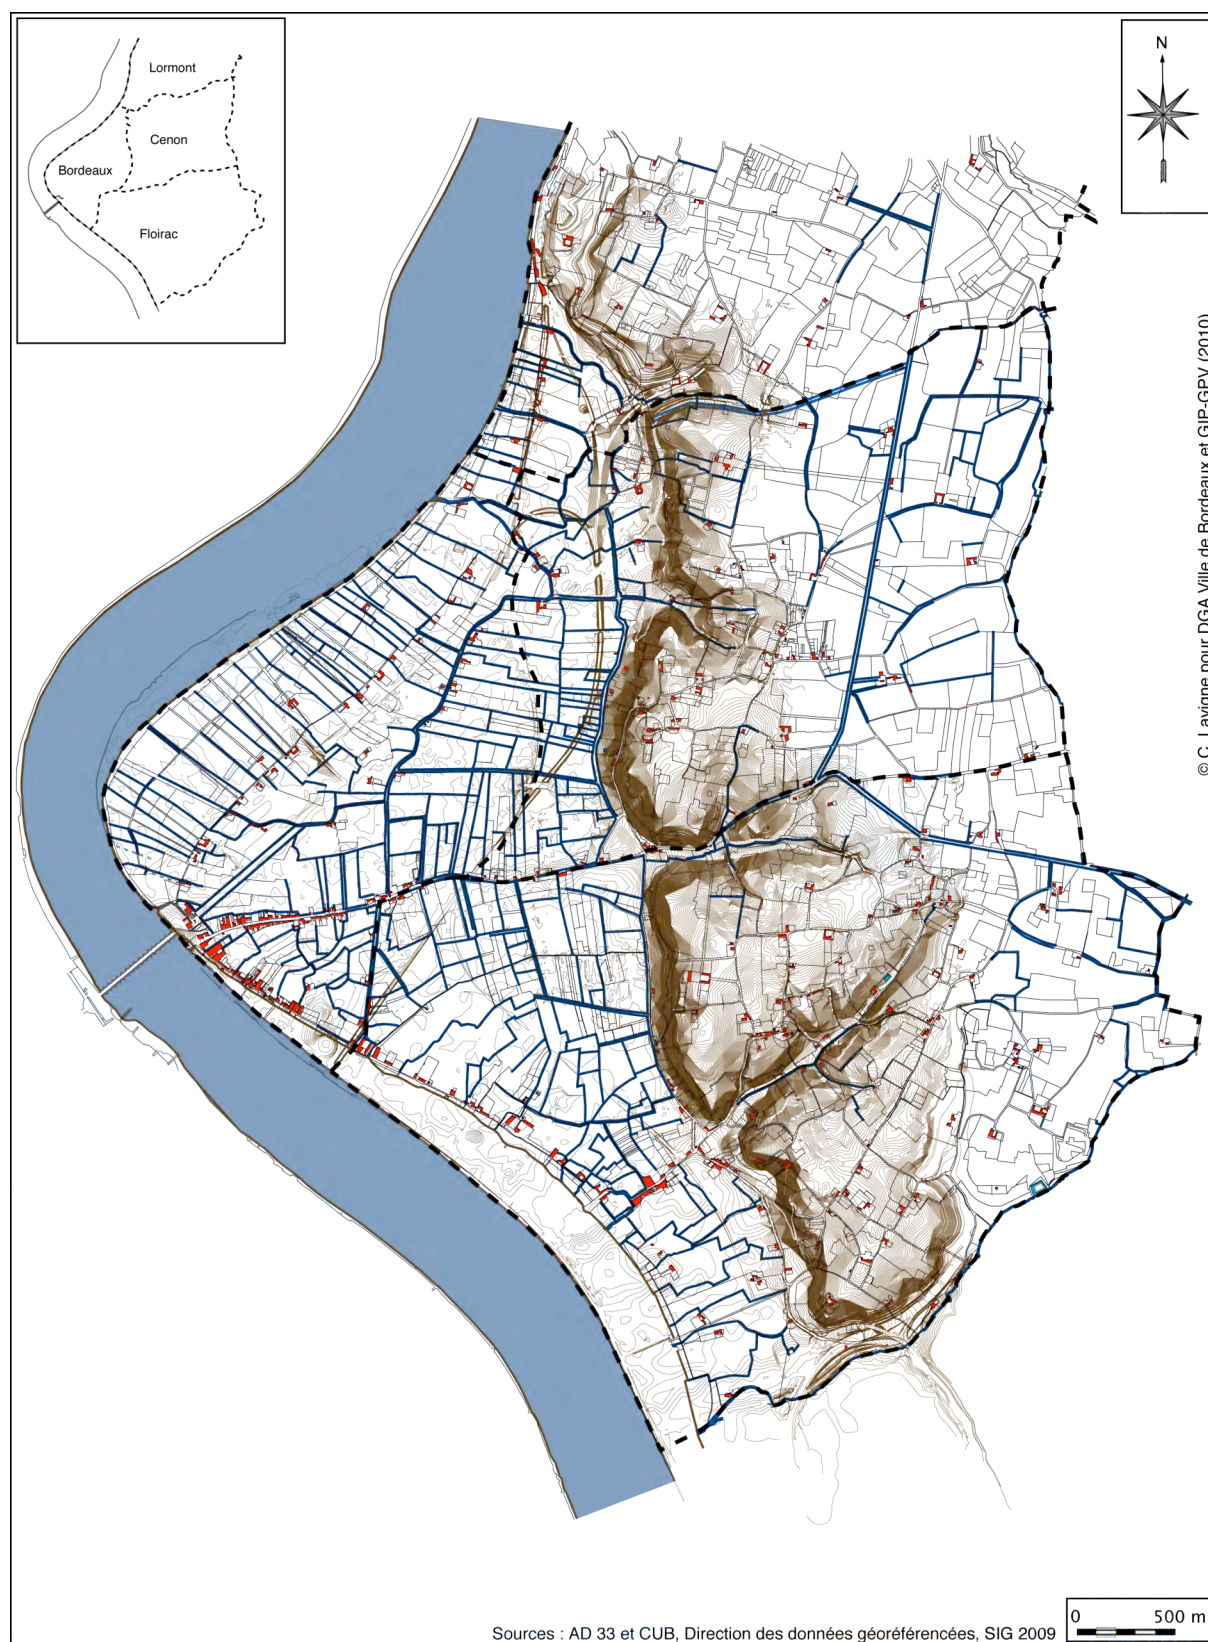 Lormont
Cenon
Bordeaux
Floirac
N
© C. Lavigne pour DGA Ville de Bordeaux et GIP-GPV (2010)
0 500 m
Sources : AD 33 et CUB, Direction des données géoréférencées, SIG 2009